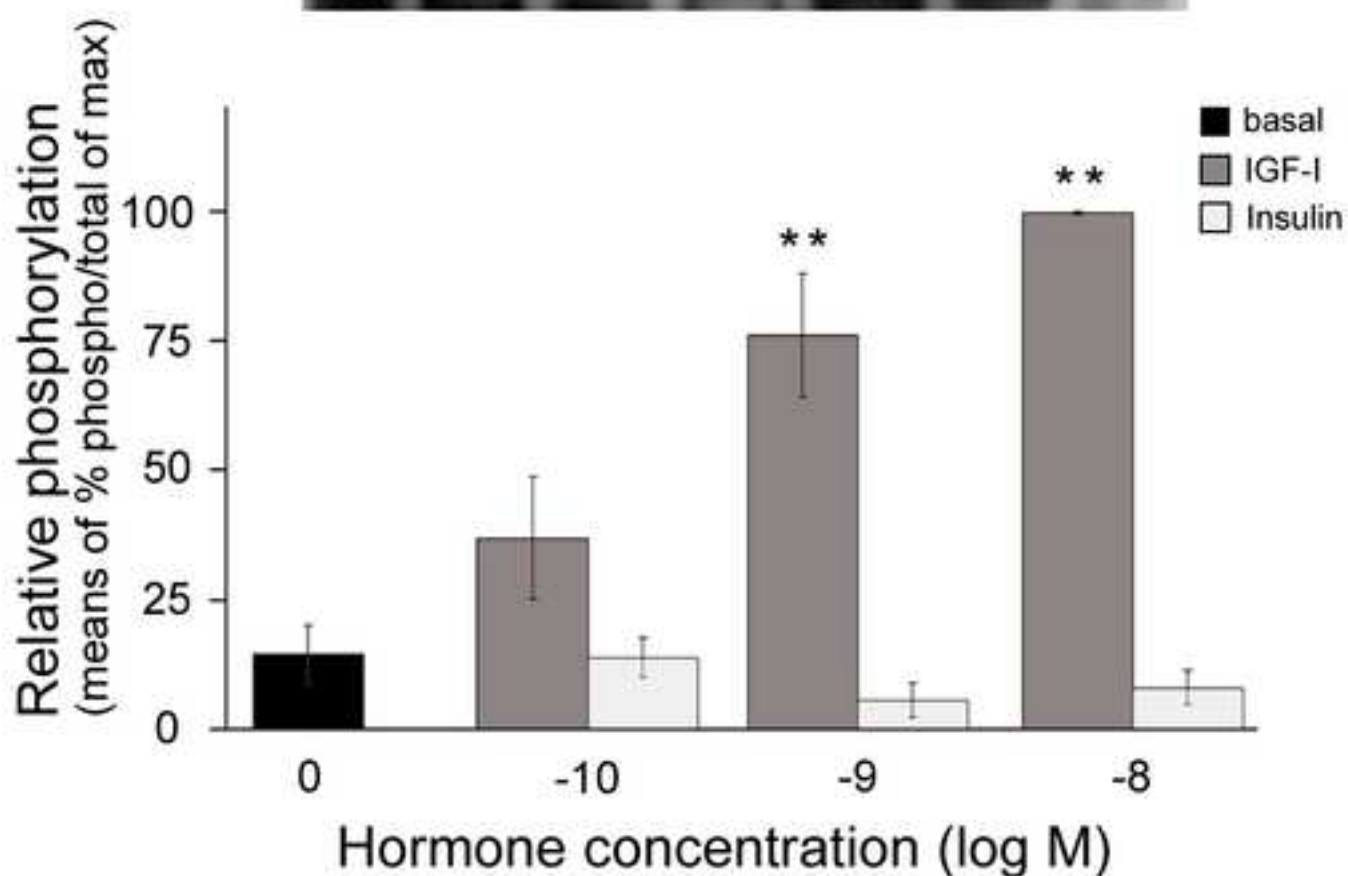 Relative phosphorylation
(means of % phospho/total of max)
100
75
50
25
0
**
**
basal
IGF-I
Insulin
0 -10 -9 -8
Hormone concentration (log M)